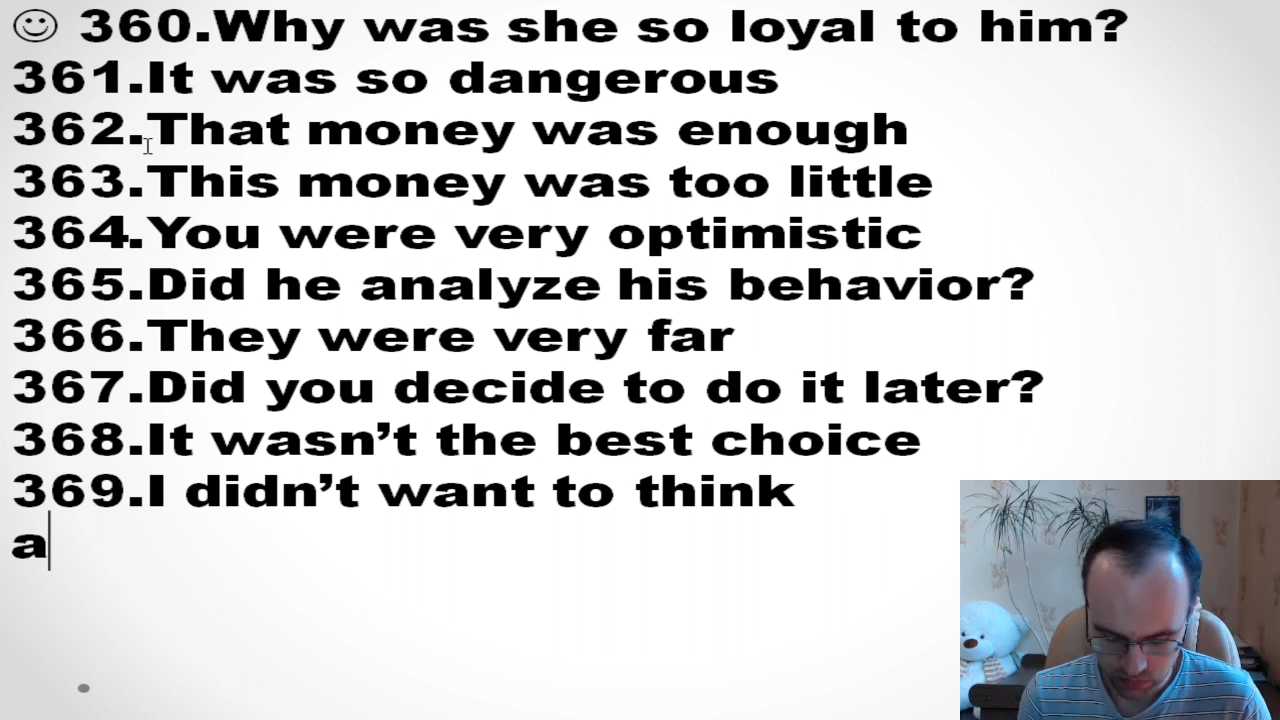 ☺ 360.Why was she so loyal to him?
361.It was so dangerous
362.That money was enough
363.This money was too little
364.You were very optimistic
365.Did he analyze his behavior?
366.They were very far
367.Did you decide to do it later?
368.It wasn’t the best choice
369.I didn’t want to think
a